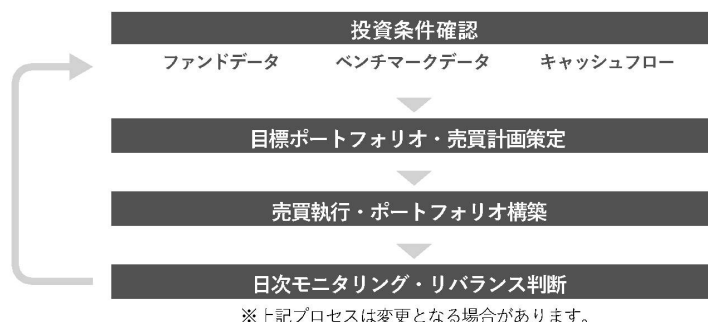 投資条件確認
ファンドデータ ベンチマークデータ キャッシュフロー
目標ポートフォリオ・売買計画策定
売買執行・ポートフォリオ構築
日次モニタリング・リバランス判断
※上記プロセスは変更となる場合があります。